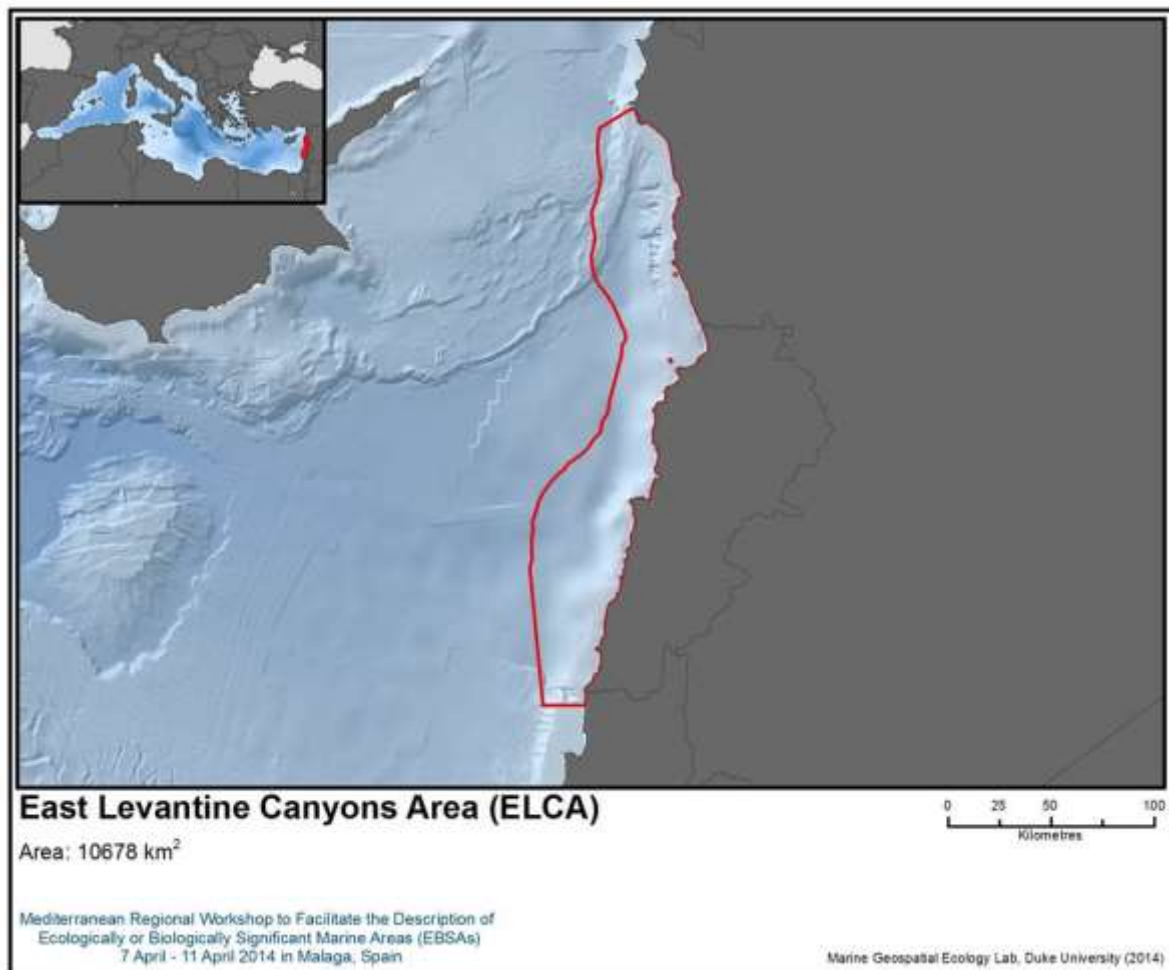 East Levantine Canyons Area (ELCA)
0 25 50 100
Kilometres
Area: 10678 km²
Mediterranean Regional Workshop to Facilitate the Description of
Ecologically or Biologically Significant Marine Areas (EBSAs)
7 April - 11 April 2014 in Malaga, Spain
Marine Geospatial Ecology Lab, Duke University (2014)